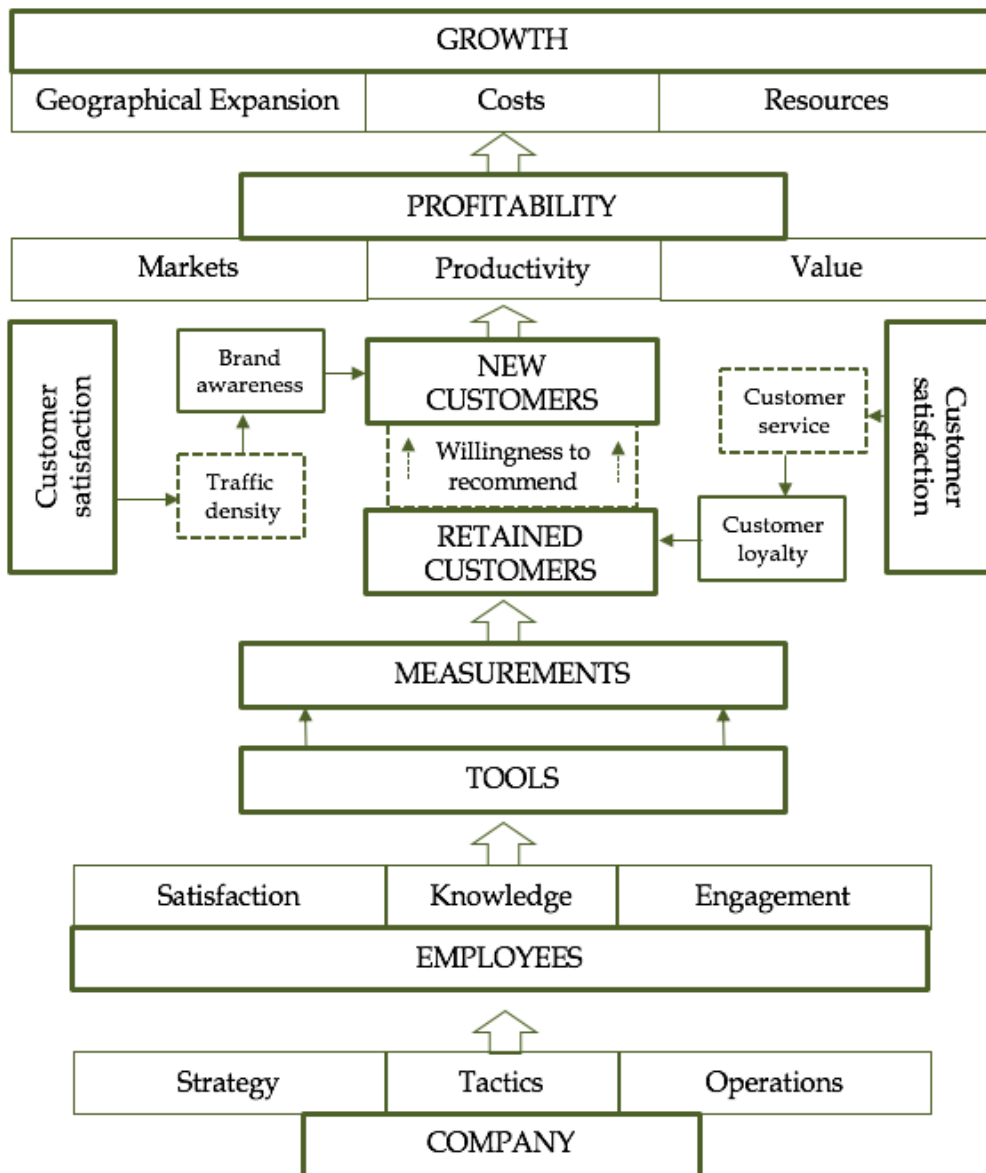 GROWTH
Geographical Expansion
Costs
Resources
PROFITABILITY
Markets
Productivity
Value
Customer
satisfaction
Brand
awareness
Traffic
density
NEW
CUSTOMERS
Willingness to
recommend
RETAINED
CUSTOMERS
Customer
service
Customer
loyalty
Customer
satisfaction
MEASUREMENTS
TOOLS
Satisfaction
Knowledge
Engagement
EMPLOYEES
Strategy
Tactics
Operations
COMPANY